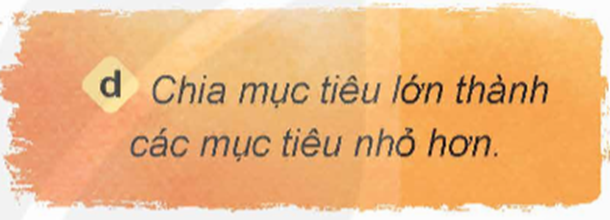 d Chia mục tiêu lớn thành
các mục tiêu nhỏ hơn.